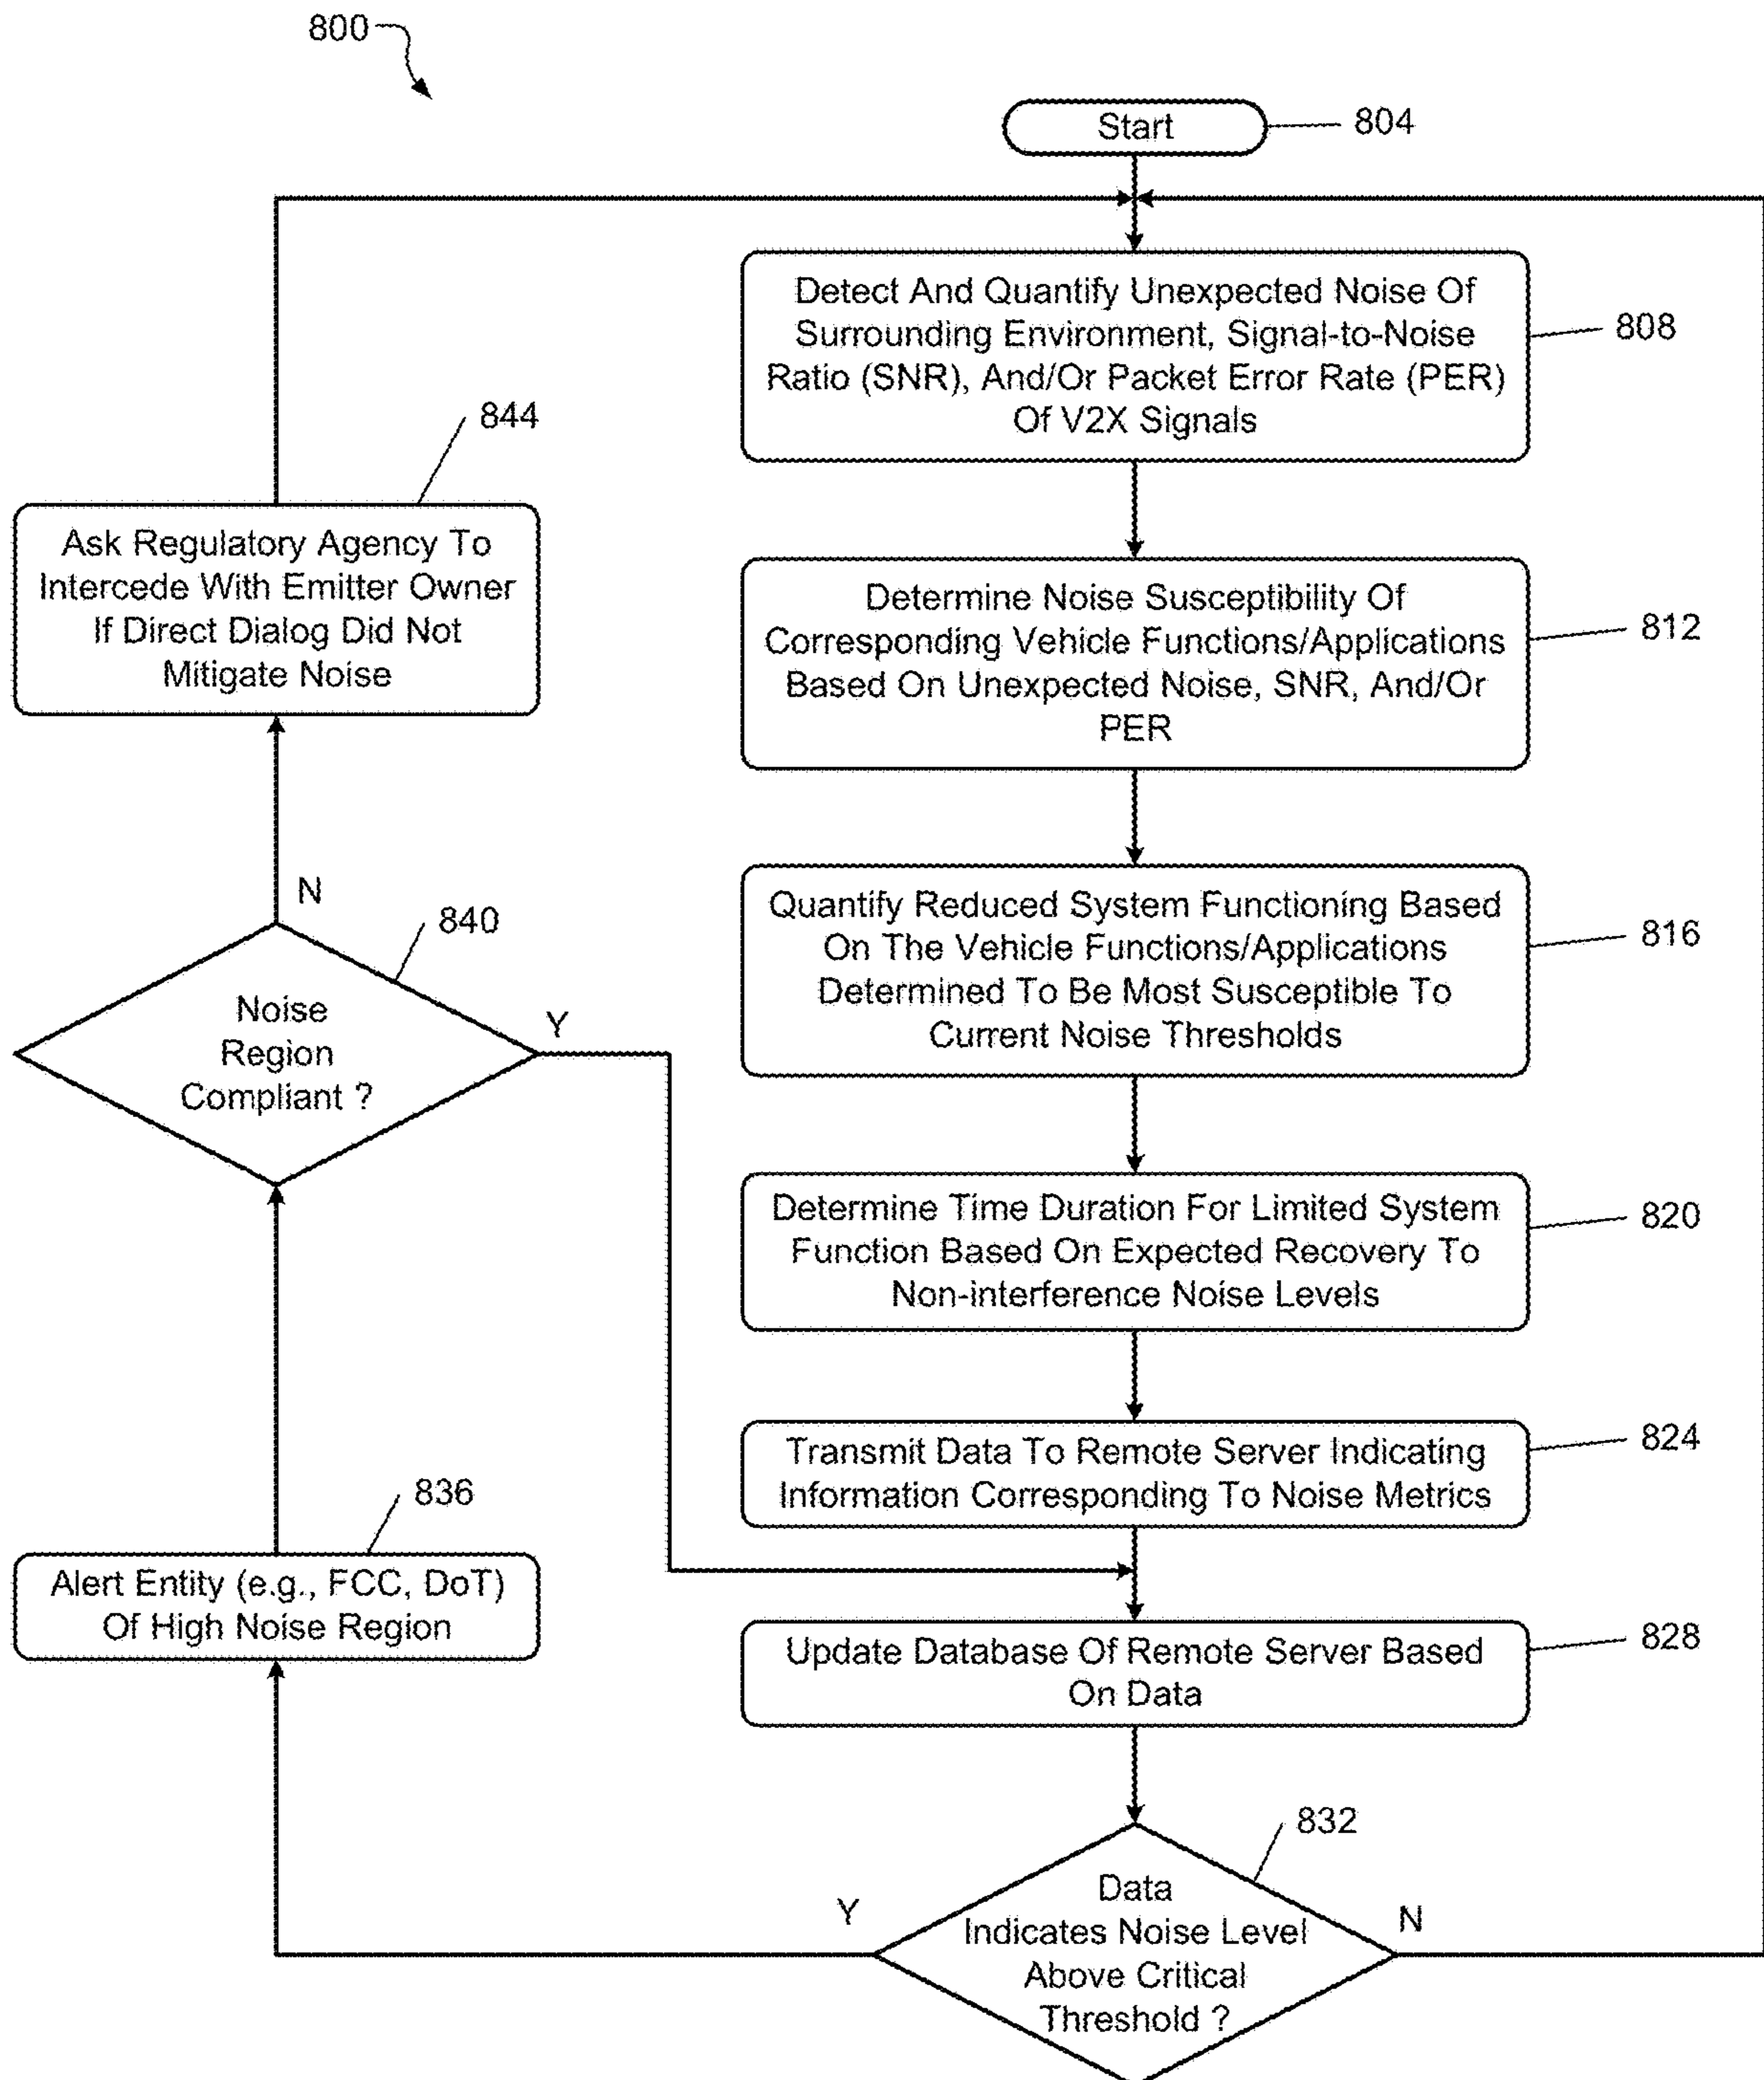 800
Start
804
Detect And Quantify Unexpected Noise Of
Surrounding Environment, Signal-to-Noise
Ratio (SNR), And/Or Packet Error Rate (PER)
Of V2X Signals
808
844
Ask Regulatory Agency To
Intercede With Emitter Owner
If Direct Dialog Did Not
Mitigate Noise
Determine Noise Susceptibility Of
Corresponding Vehicle Functions/Applications
Based On Unexpected Noise, SNR, And/Or
PER
812
N
840
Noise
Region
Compliant ?
Y
Quantify Reduced System Functioning Based
On The Vehicle Functions/Applications
Determined To Be Most Susceptible To
Current Noise Thresholds
816
Determine Time Duration For Limited System
Function Based On Expected Recovery To
Non-interference Noise Levels
820
Transmit Data To Remote Server Indicating
Information Corresponding To Noise Metrics
824
836
Alert Entity (e.g., FCC, DoT)
Of High Noise Region
Update Database Of Remote Server Based
On Data
828
832
Y
Data
Indicates Noise Level
Above Critical
Threshold ?
N